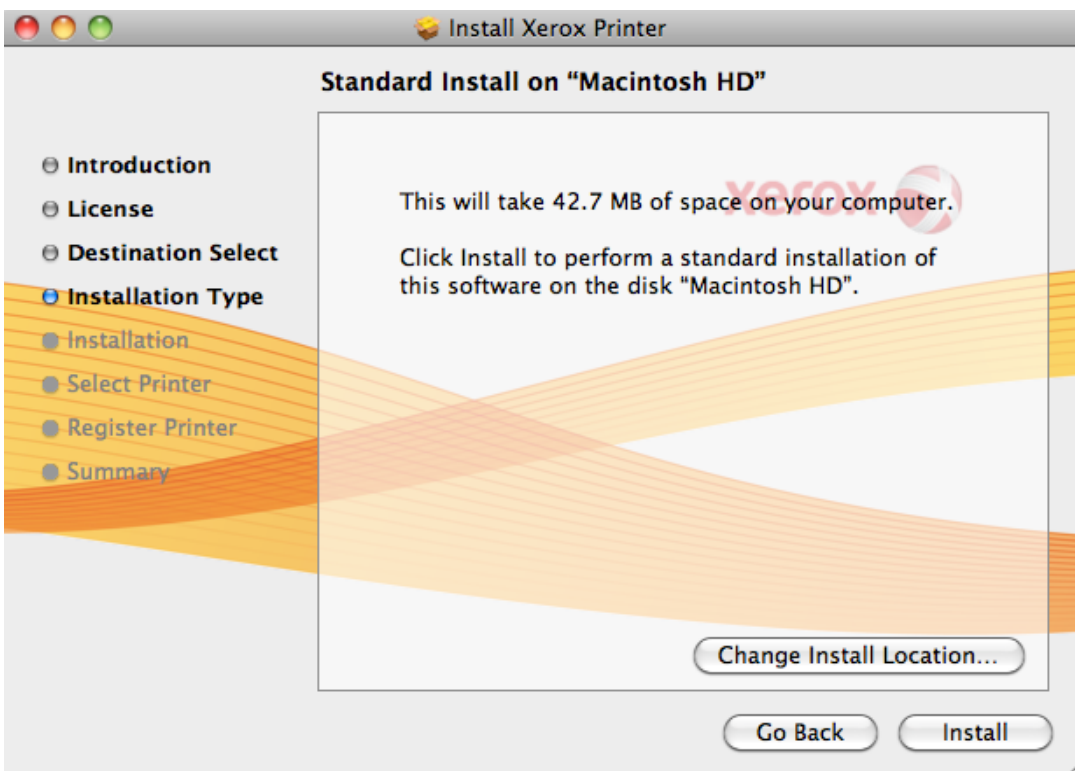 Install Xerox Printer
Standard Install on “Macintosh HD”
Introduction
License
Destination Select
Installation Type
Installation
Select Printer
Register Printer
Summary
xerox
This will take 42.7 MB of space on your computer.
Click Install to perform a standard installation of
this software on the disk “Macintosh HD”.
Change Install Location...
Go Back
Install